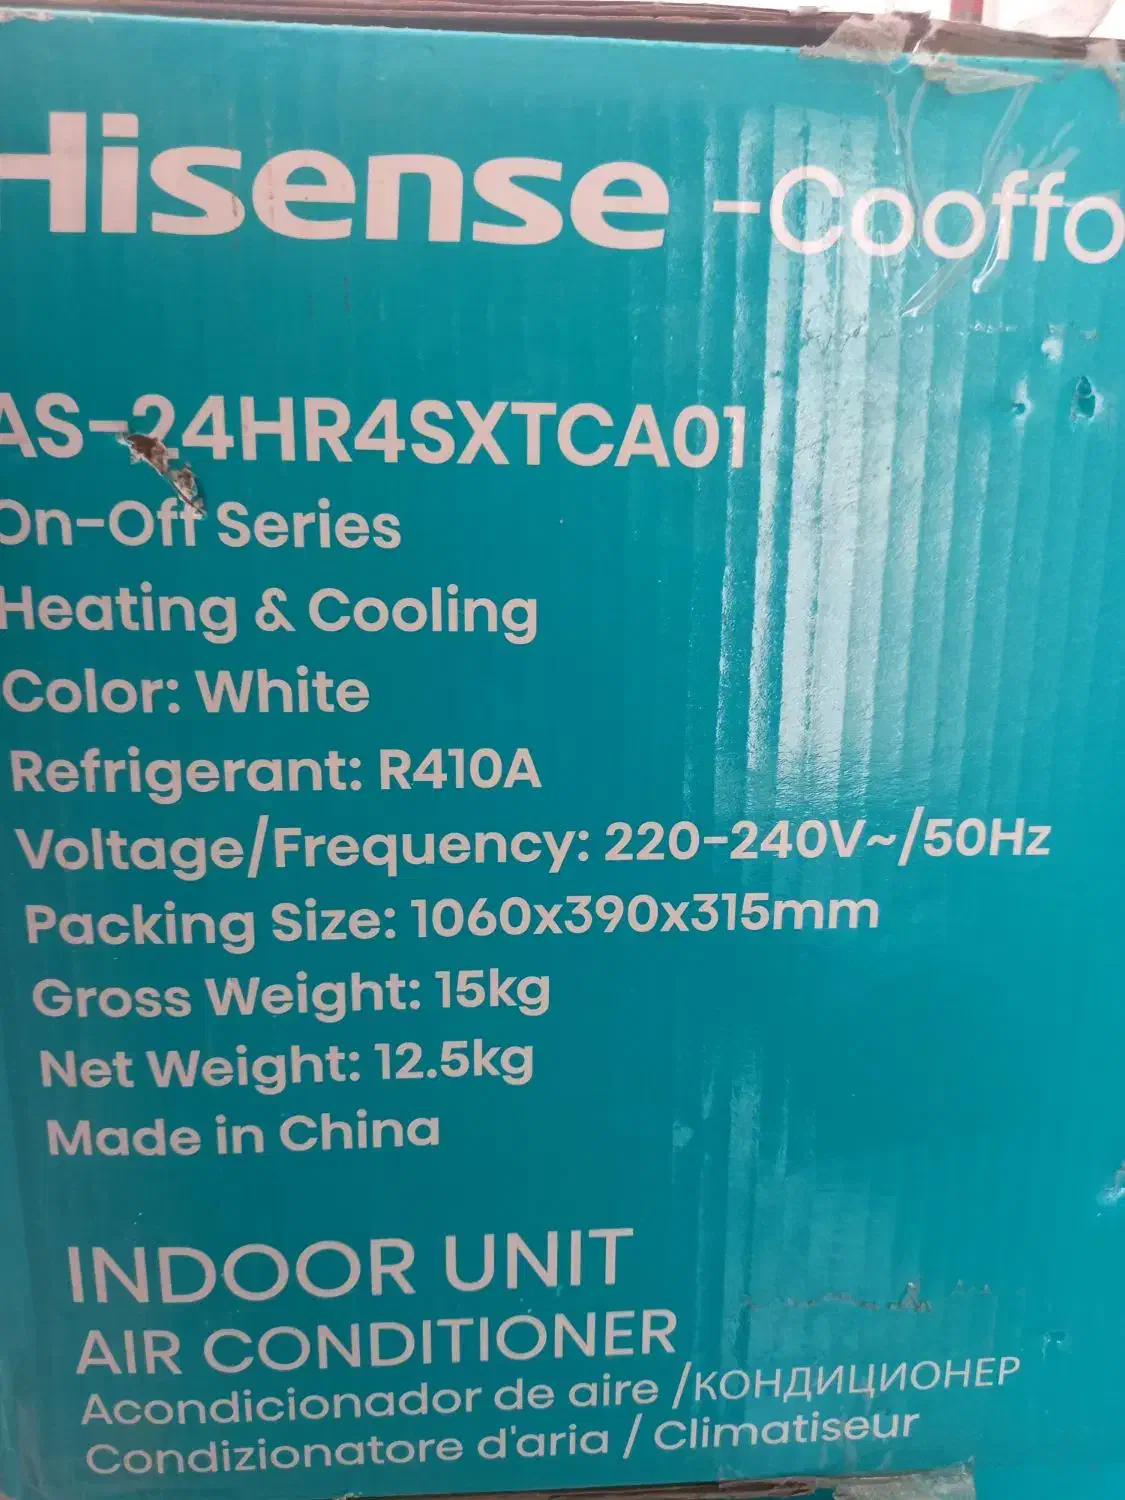 Hisense -Cooffo
AS-24HR4SXTCA01
On-Off Series
Heating & Cooling
Color: White
Refrigerant: R410A
Voltage/Frequency: 220-240V~/50Hz
Packing Size: 1060x390x315mm
Gross Weight: 15kg
Net Weight: 12.5kg
Made in China
INDOOR UNIT
AIR CONDITIONER
Acondicionador de aire /КОНДИЦИОНЕР
Condizionatore d'aria / Climatiseur